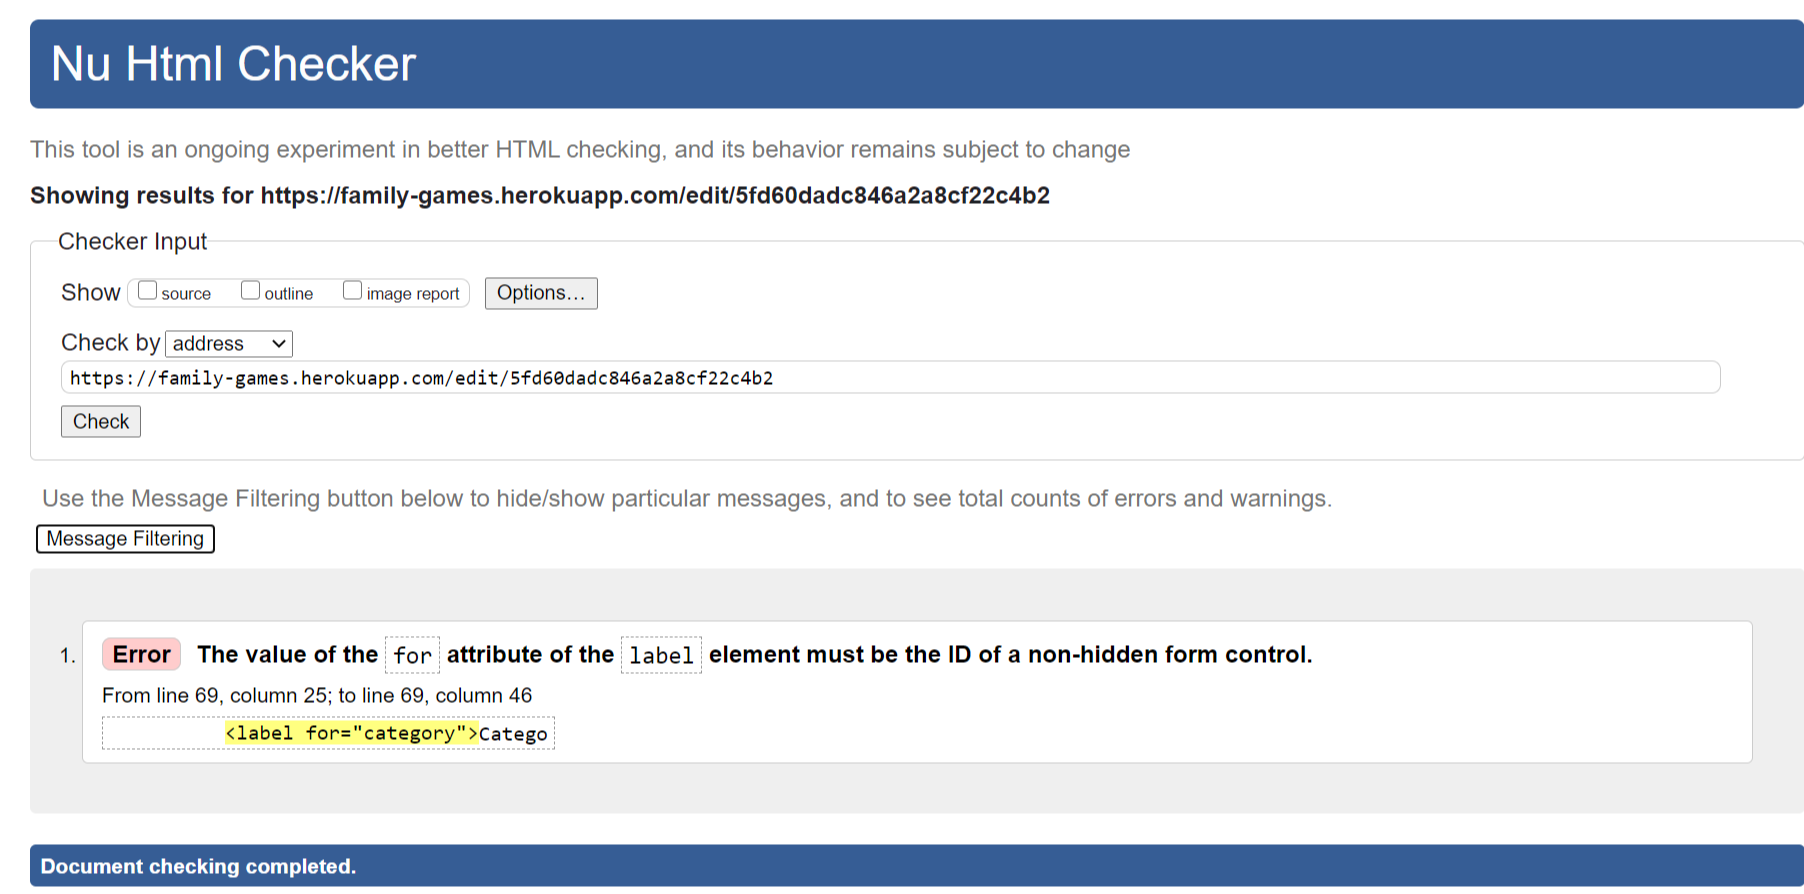 Nu Html Checker
This tool is an ongoing experiment in better HTML checking, and its behavior remains subject to change
Showing results for https://family-games.herokuapp.com/edit/5fd60dadc846a2a8cf22c4b2
Checker Input
Show source outline image report Options...
Check by address
https://family-games.herokuapp.com/edit/5fd60dadc846a2a8cf22c4b2
Check
Use the Message Filtering button below to hide/show particular messages, and to see total counts of errors and warnings.
Message Filtering
1. Error The value of the for attribute of the label element must be the ID of a non-hidden form control.
From line 69, column 25; to line 69, column 46
<label for="category">Catego
Document checking completed.